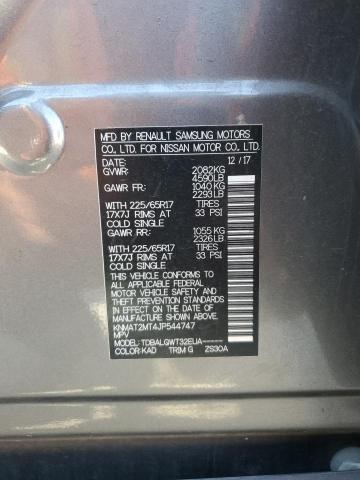 MFD BY RENAULT SAMSUNG MOTORS
CO., LTD. FOR NISSAN MOTOR CO., LTD.
DATE: 12 / 17
GVWR: 2082KG
4590LB
GAWR FR: 1040 KG
2293LB
WITH 225/65R17 TIRES
17X7J RIMS AT 33 PSI
COLD SINGLE
GAWR RR: 1055 KG
2326LB
WITH 225/65R17 TIRES
17X7J RIMS AT 33 PSI
COLD SINGLE
THIS VEHICLE CONFORMS TO ALL
APPLICABLE FEDERAL MOTOR
VEHICLE SAFETY AND THEFT
PREVENTION STANDARDS IN EFFECT
ON THE DATE OF MANUFACTURE
SHOWN ABOVE.
KNMAT2MT4JP544747
MPV
MODEL: TDBALGWT32EUA------
COLOR:KAD TRIM G ZS30A